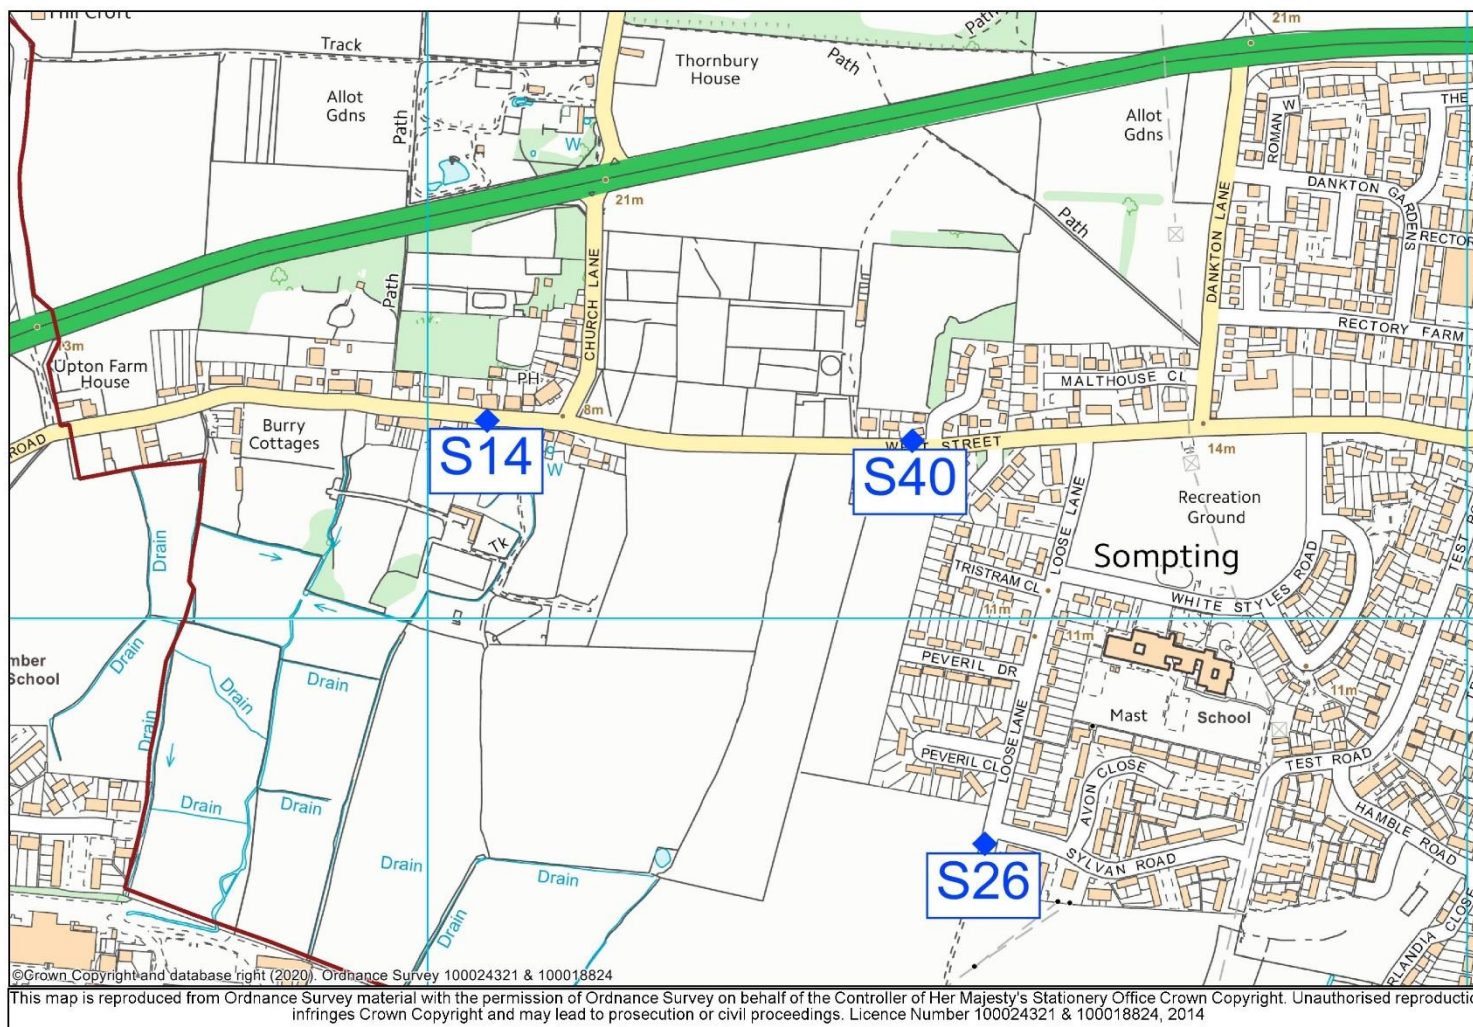 Hill Croft
Track
Path
Path
21m
Thornbury
House
Allot
Gdns
Path
W
Allot
Gdns
ROMAN W
THE
DANKTON GARDENS
RECTOR
21m
Path
DANKTON LANE
Path
CHURCH LANE
RECTORY FARM
13m
Upton Farm
House
PH
MALTHOUSE CL
8m
ROAD
Burry
Cottages
S14
W
WEST STREET
14m
S40
Recreation
Ground
LOOSE LANE
Drain
Tk
Sompting
TEST
TRISTRAM CL
11m
WHITE STYLES ROAD
11m
Drain
mber
School
Drain
Drain
PEVERIL DR
Drain
11m
Mast
School
LOOSE LANE
PEVERIL CL
AVON CLOSE
TEST ROAD
Drain
Drain
HAMBLE ROAD
Drain
Drain
SYLVAN ROAD
S26
Drain
RLANDIA CLOSE
©Crown Copyright and database right (2020). Ordnance Survey 100024321 & 100018824
This map is reproduced from Ordnance Survey material with the permission of Ordnance Survey on behalf of the Controller of Her Majesty's Stationery Office Crown Copyright. Unauthorised reproductio
infringes Crown Copyright and may lead to prosecution or civil proceedings. Licence Number 100024321 & 100018824, 2014